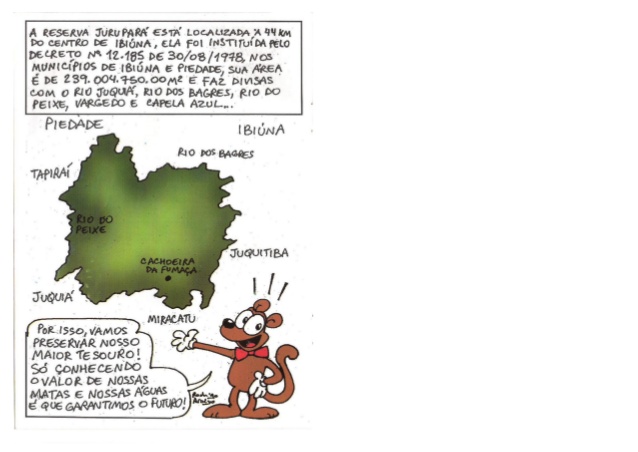 A RESERVA JURUPARÁ ESTÁ LOCALIZADA À 44 KM
DO CENTRO DE IBIÚNA, ELA FOI INSTITUÍDA PELO
DECRETO Nº 12.185 DE 30/08/1978, NOS
MUNICÍPIOS DE IBIÚNA E PIEDADE, SUA ÁREA
É DE 239.004.750.00M² E FAZ DIVISAS
COM O RIO JUQUIÁ, RIO DOS BAGRES, RIO DO
PEIXE, VARGEDO E CAPELA AZUL...
PIEDADE
IBIÚNA
RIO DOS BAGRES
TAPIRAÍ
RIO DO
PEIXE
JUQUITIBA
CACHOEIRA
DA FUMAÇA
JUQUIÁ
MIRACATU
POR ISSO, VAMOS
PRESERVAR NOSSO
MAIOR TESOURO!
SÓ CONHECENDO
O VALOR DE NOSSAS
MATAS E NOSSAS ÁGUAS
É QUE GARANTIMOS O FUTURO!